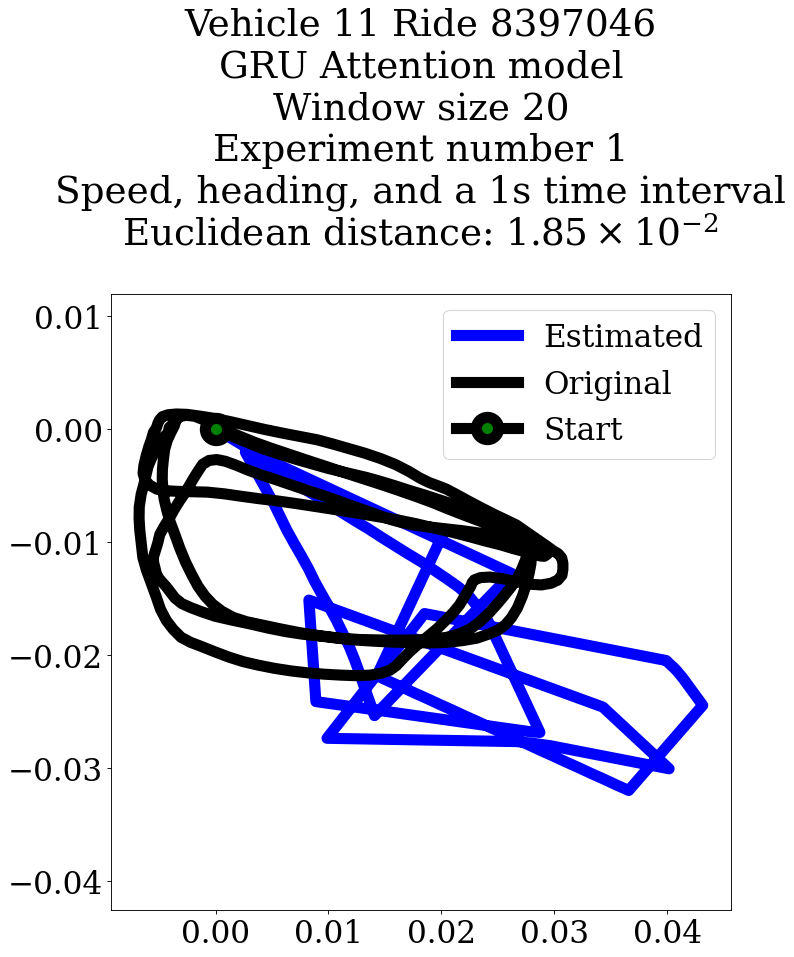 Vehicle 11 Ride 8397046
GRU Attention model
Window size 20
Experiment number 1
Speed, heading, and a 1s time interval
Euclidean distance: 1.85 × 10⁻²
Estimated
Original
Start
0.01
0.00
−0.01
−0.02
−0.03
−0.04
0.00 0.01 0.02 0.03 0.04